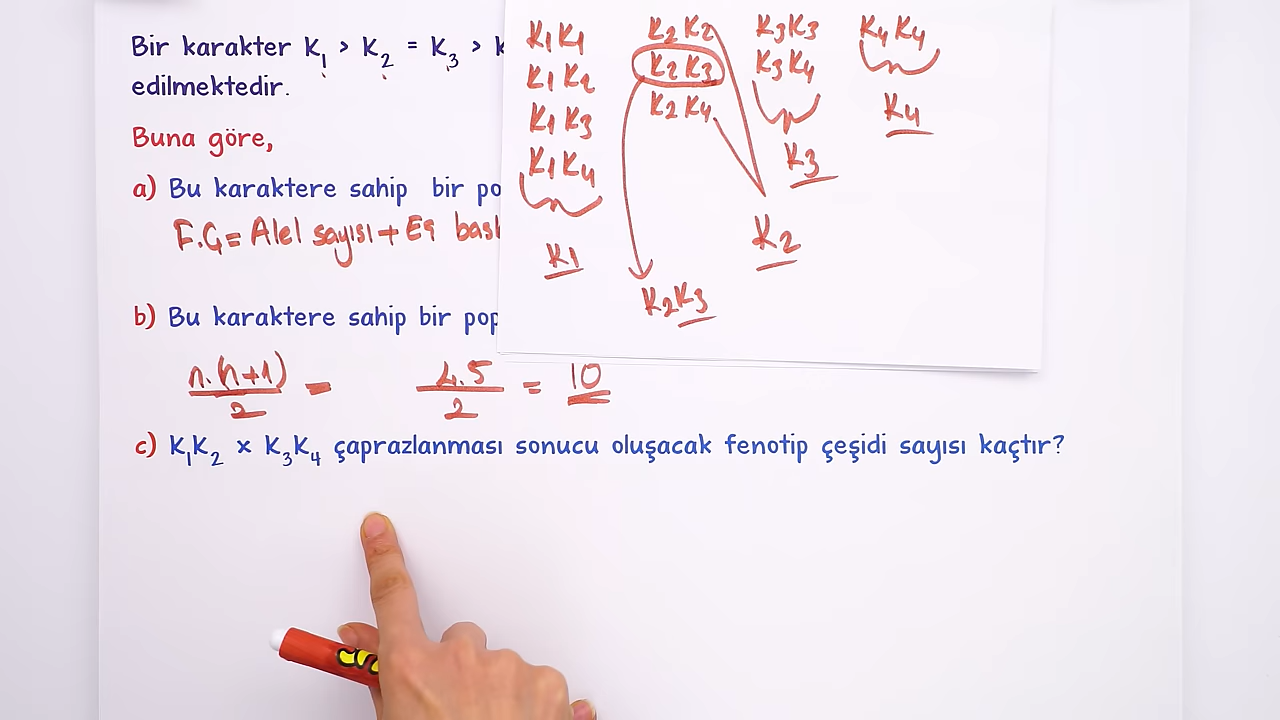 Bir karakter K₁ > K₂ = K₃ > K
edilmektedir.
Buna göre,
a) Bu karaktere sahip bir po
F.G= Alel sayısı + Eş bask
b) Bu karaktere sahip bir pop
n.(n+1)/2 = 4.5/2 = 10
c) K₁K₂ x K₃K₄ çaprazlanması sonucu oluşacak fenotip çeşidi sayısı kaçtır?
K1K1 K2K2 K3K3 K4K4
K1K2 K2K3 K3K4
K1K3 K2K4 K4
K1K4 K3
K1 K2
K2K3